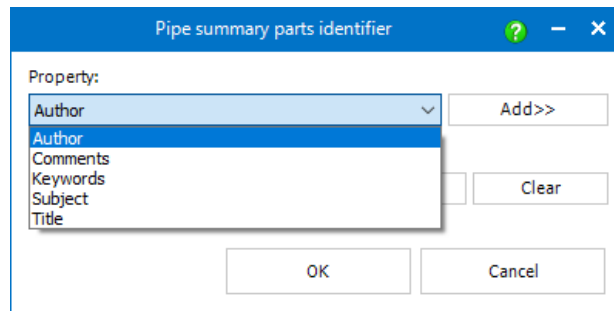 Pipe summary parts identifier
Property:
Author
Add>>
Author
Comments
Keywords
Subject
Title
Clear
OK
Cancel